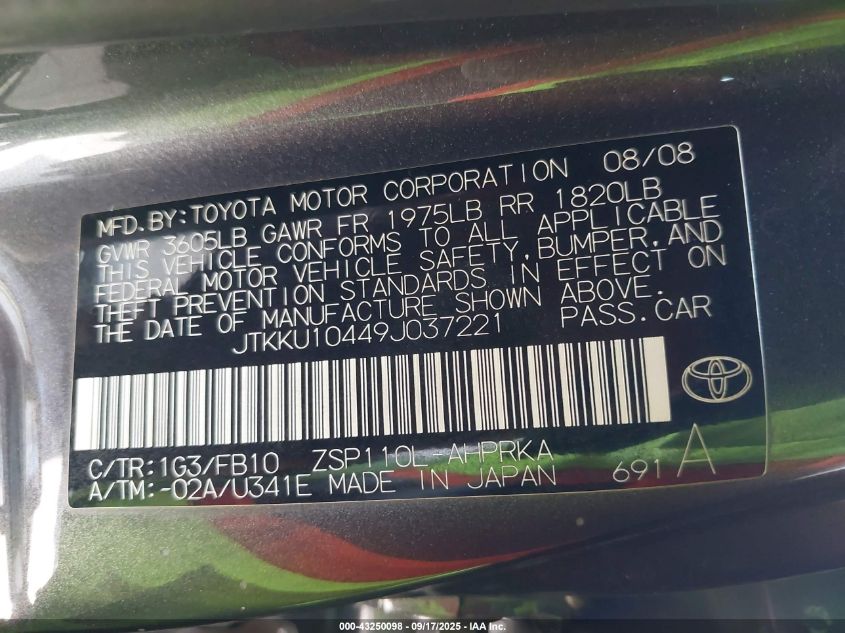 MFD.BY:TOYOTA MOTOR CORPORATION 08/08
GVWR 3605LB GAWR FR 1975LB RR 1820LB
THIS VEHICLE CONFORMS TO ALL APPLICABLE
FEDERAL MOTOR VEHICLE SAFETY,BUMPER,AND
THEFT PREVENTION STANDARDS IN EFFECT ON
THE DATE OF MANUFACTURE SHOWN ABOVE.
JTKKU10449J037221 PASS.CAR
C/TR:1G3/FB10 ZSP110L-AHPRKA
A/TM:-02A/U341E MADE IN JAPAN 691A
000-43250098 - 09/17/2025 - IAA Inc.